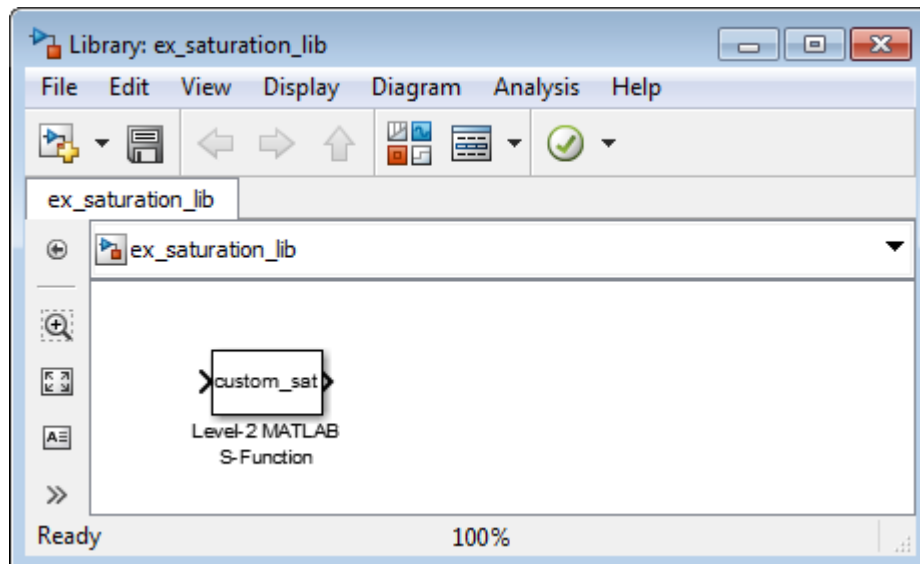 Library: ex_saturation_lib
File Edit View Display Diagram Analysis Help
ex_saturation_lib
ex_saturation_lib
custom_sat
Level-2 MATLAB
S-Function
Ready 100%